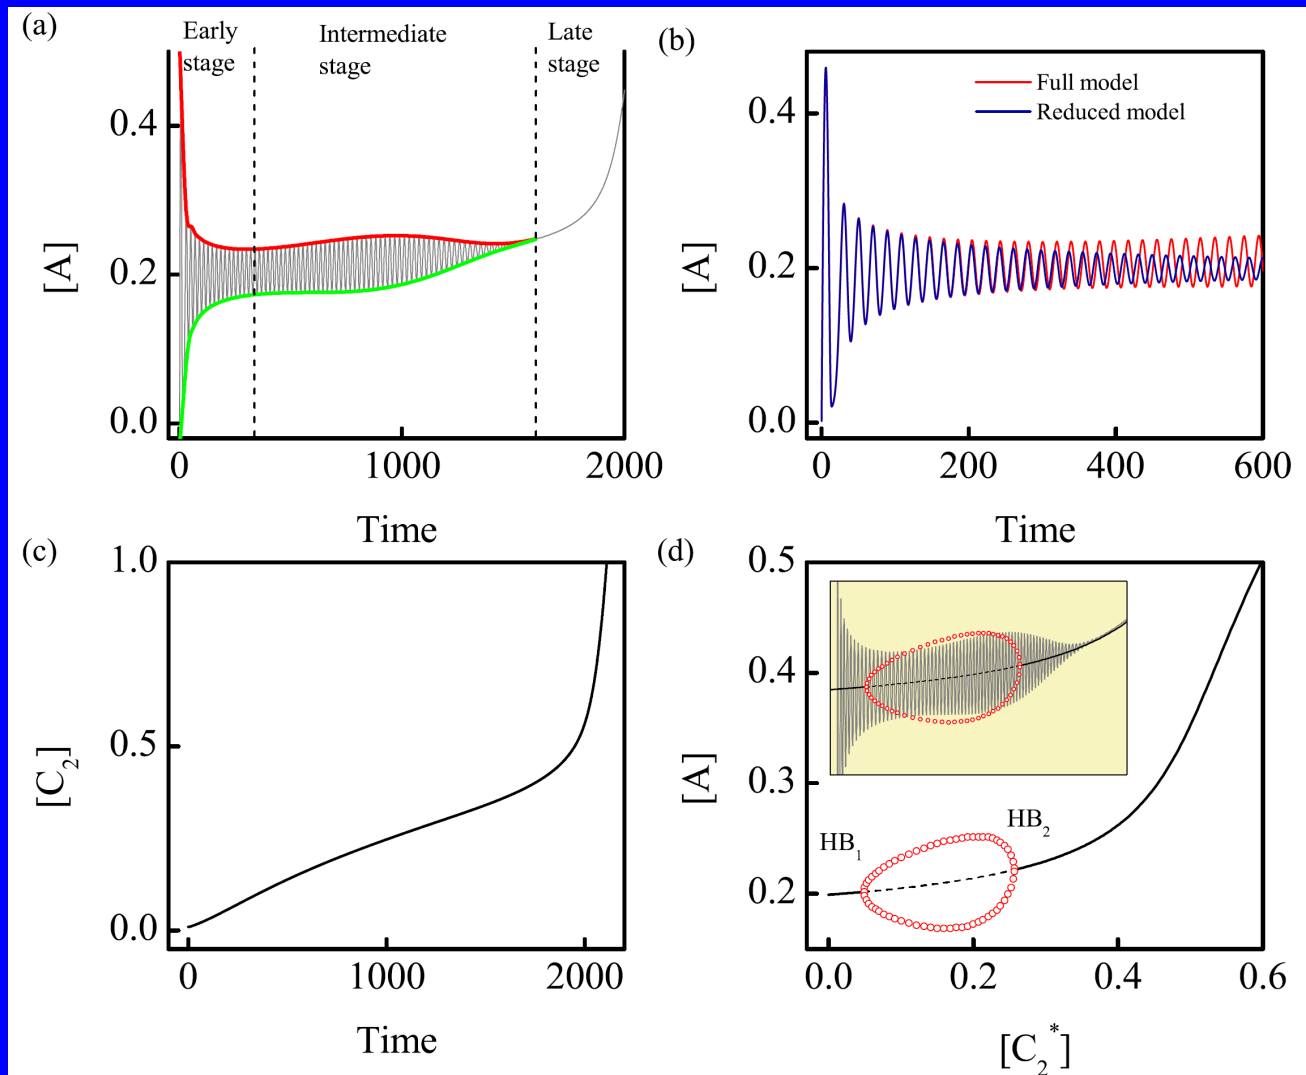 (a)
Early
stage
Intermediate
stage
Late
stage
[A]
0.4
0.2
0.0
0
1000
2000
Time
(b)
Full model
Reduced model
[A]
0.4
0.2
0.0
0
200
400
600
Time
(c)
[C₂]
1.0
0.5
0.0
0
1000
2000
Time
(d)
[A]
0.5
0.4
0.3
0.2
HB₁
HB₂
0.0
0.2
0.4
0.6
[C₂*]